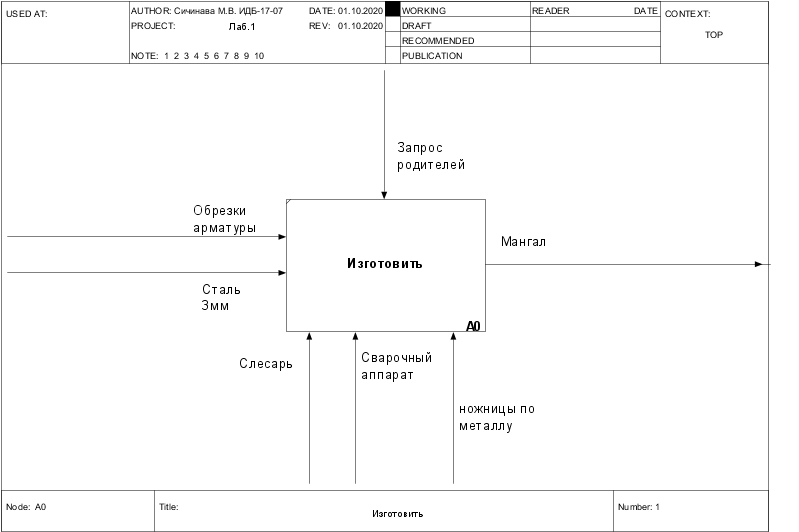 USED AT:
AUTHOR: Сичинава М.В. ИДБ-17-07
DATE: 01.10.2020
PROJECT: Лаб.1
REV: 01.10.2020
NOTE: 1 2 3 4 5 6 7 8 9 10
WORKING
DRAFT
RECOMMENDED
PUBLICATION
READER
DATE
CONTEXT:
TOP
Запрос
родителей
Обрезки
арматуры
Мангал
Изготовить
Сталь
3мм
A0
Слесарь
Сварочный
аппарат
ножницы по
металлу
Node: A0
Title:
Изготовить
Number: 1